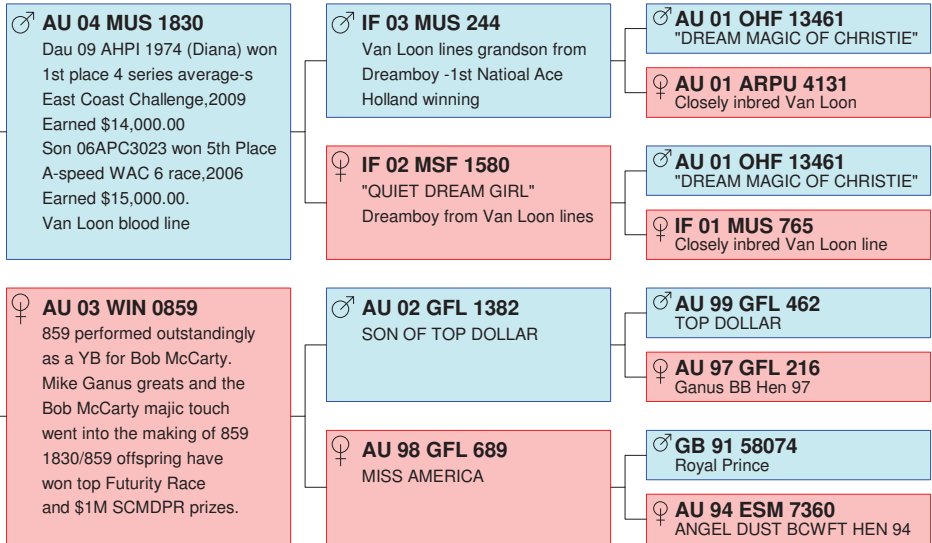 AU 04 MUS 1830
Dau 09 AHPI 1974 (Diana) won
1st place 4 series average-s
East Coast Challenge,2009
Earned $14,000.00
Son 06APC3023 won 5th Place
A-speed WAC 6 race,2006
Earned $15,000.00.
Van Loon blood line
AU 03 WIN 0859
859 performed outstandingly
as a YB for Bob McCarty.
Mike Ganus greats and the
Bob McCarty majic touch
went into the making of 859
1830/859 offspring have
won top Futurity Race
and $1M SCMDPR prizes.
IF 03 MUS 244
Van Loon lines grandson from
Dreamboy -1st Natioal Ace
Holland winning
IF 02 MSF 1580
"QUIET DREAM GIRL"
Dreamboy from Van Loon lines
AU 02 GFL 1382
SON OF TOP DOLLAR
AU 98 GFL 689
MISS AMERICA
AU 01 OHF 13461
"DREAM MAGIC OF CHRISTIE"
AU 01 ARPU 4131
Closely inbred Van Loon
AU 01 OHF 13461
"DREAM MAGIC OF CHRISTIE"
IF 01 MUS 765
Closely inbred Van Loon line
AU 99 GFL 462
TOP DOLLAR
AU 97 GFL 216
Ganus BB Hen 97
GB 91 58074
Royal Prince
AU 94 ESM 7360
ANGEL DUST BCWFT HEN 94